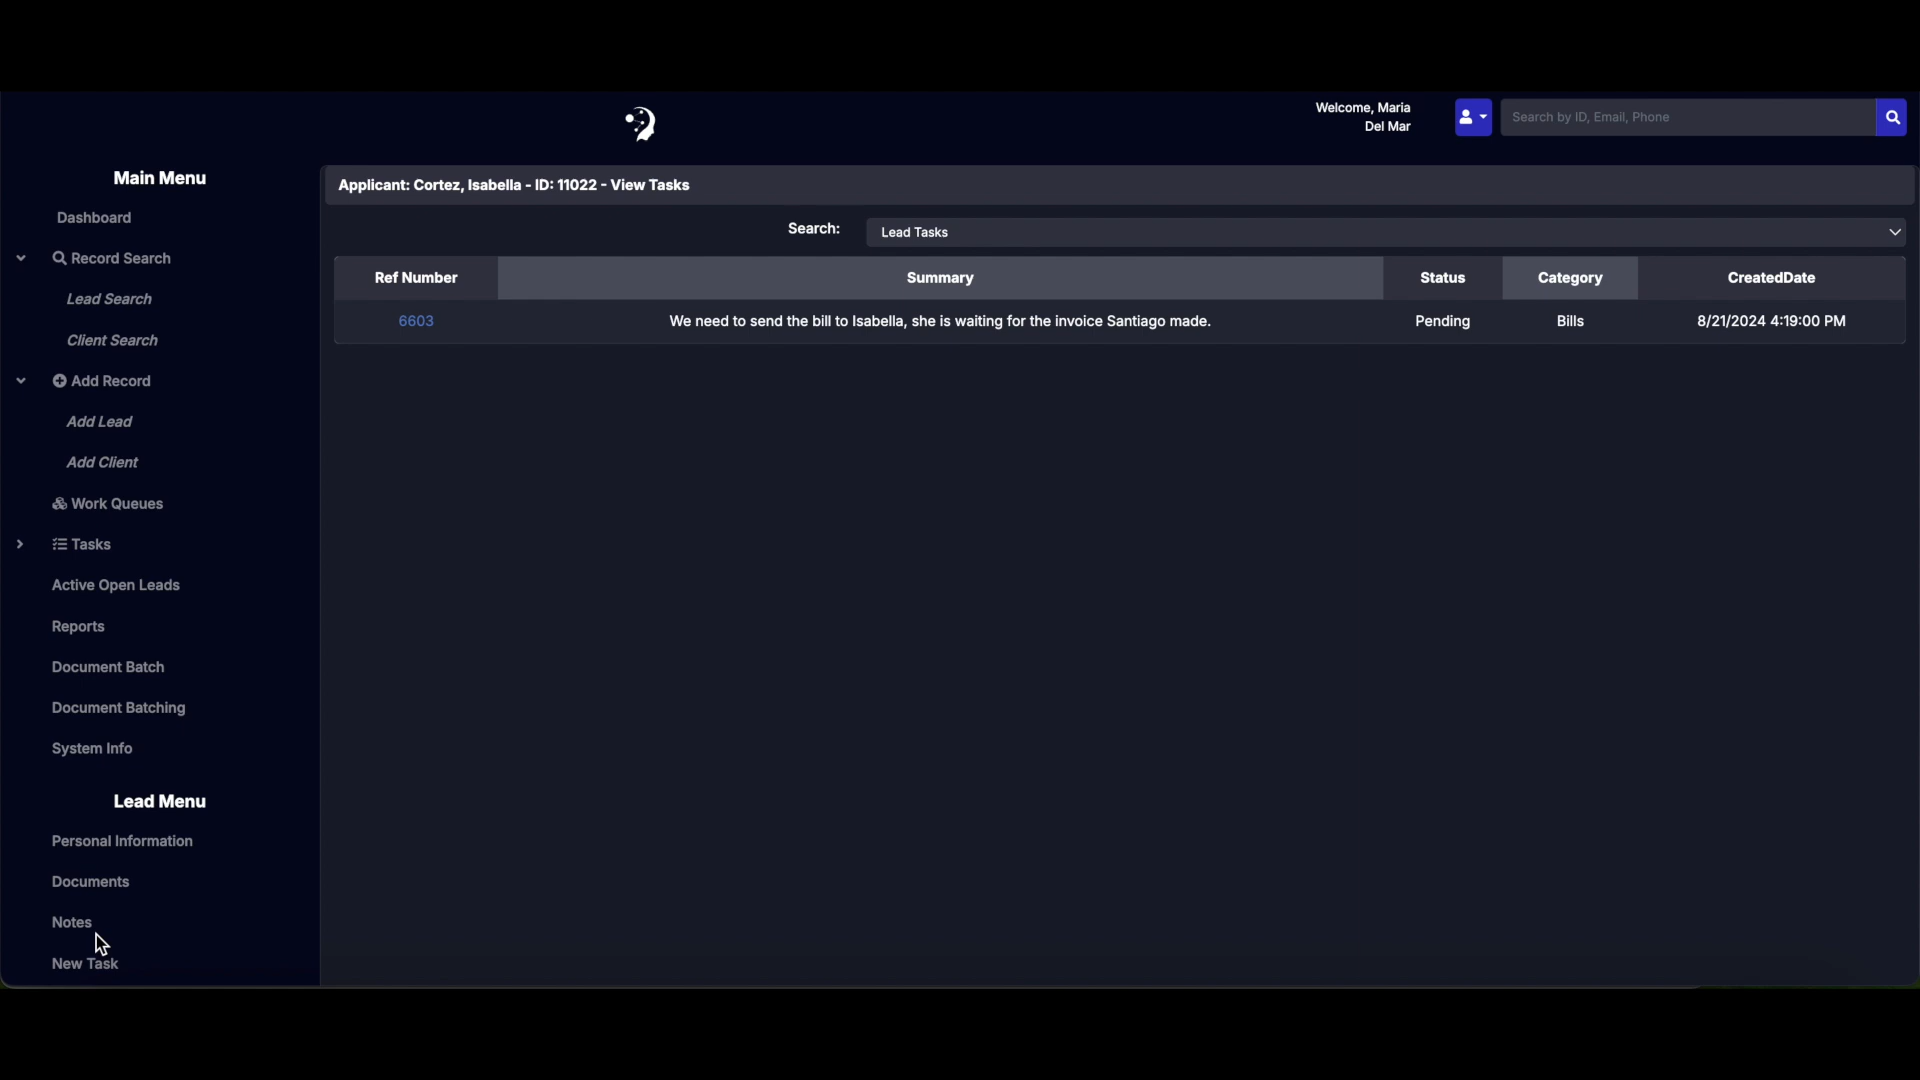 Welcome, Maria
Del Mar
Search by ID, Email, Phone
Main Menu
Dashboard
Record Search
Lead Search
Client Search
Add Record
Add Lead
Add Client
Work Queues
Tasks
Active Open Leads
Reports
Document Batch
Document Batching
System Info
Lead Menu
Personal Information
Documents
Notes
New Task
Applicant: Cortez, Isabella - ID: 11022 - View Tasks
Search: Lead Tasks
Ref Number Summary Status Category CreatedDate
6603 We need to send the bill to Isabella, she is waiting for the invoice Santiago made. Pending Bills 8/21/2024 4:19:00 PM